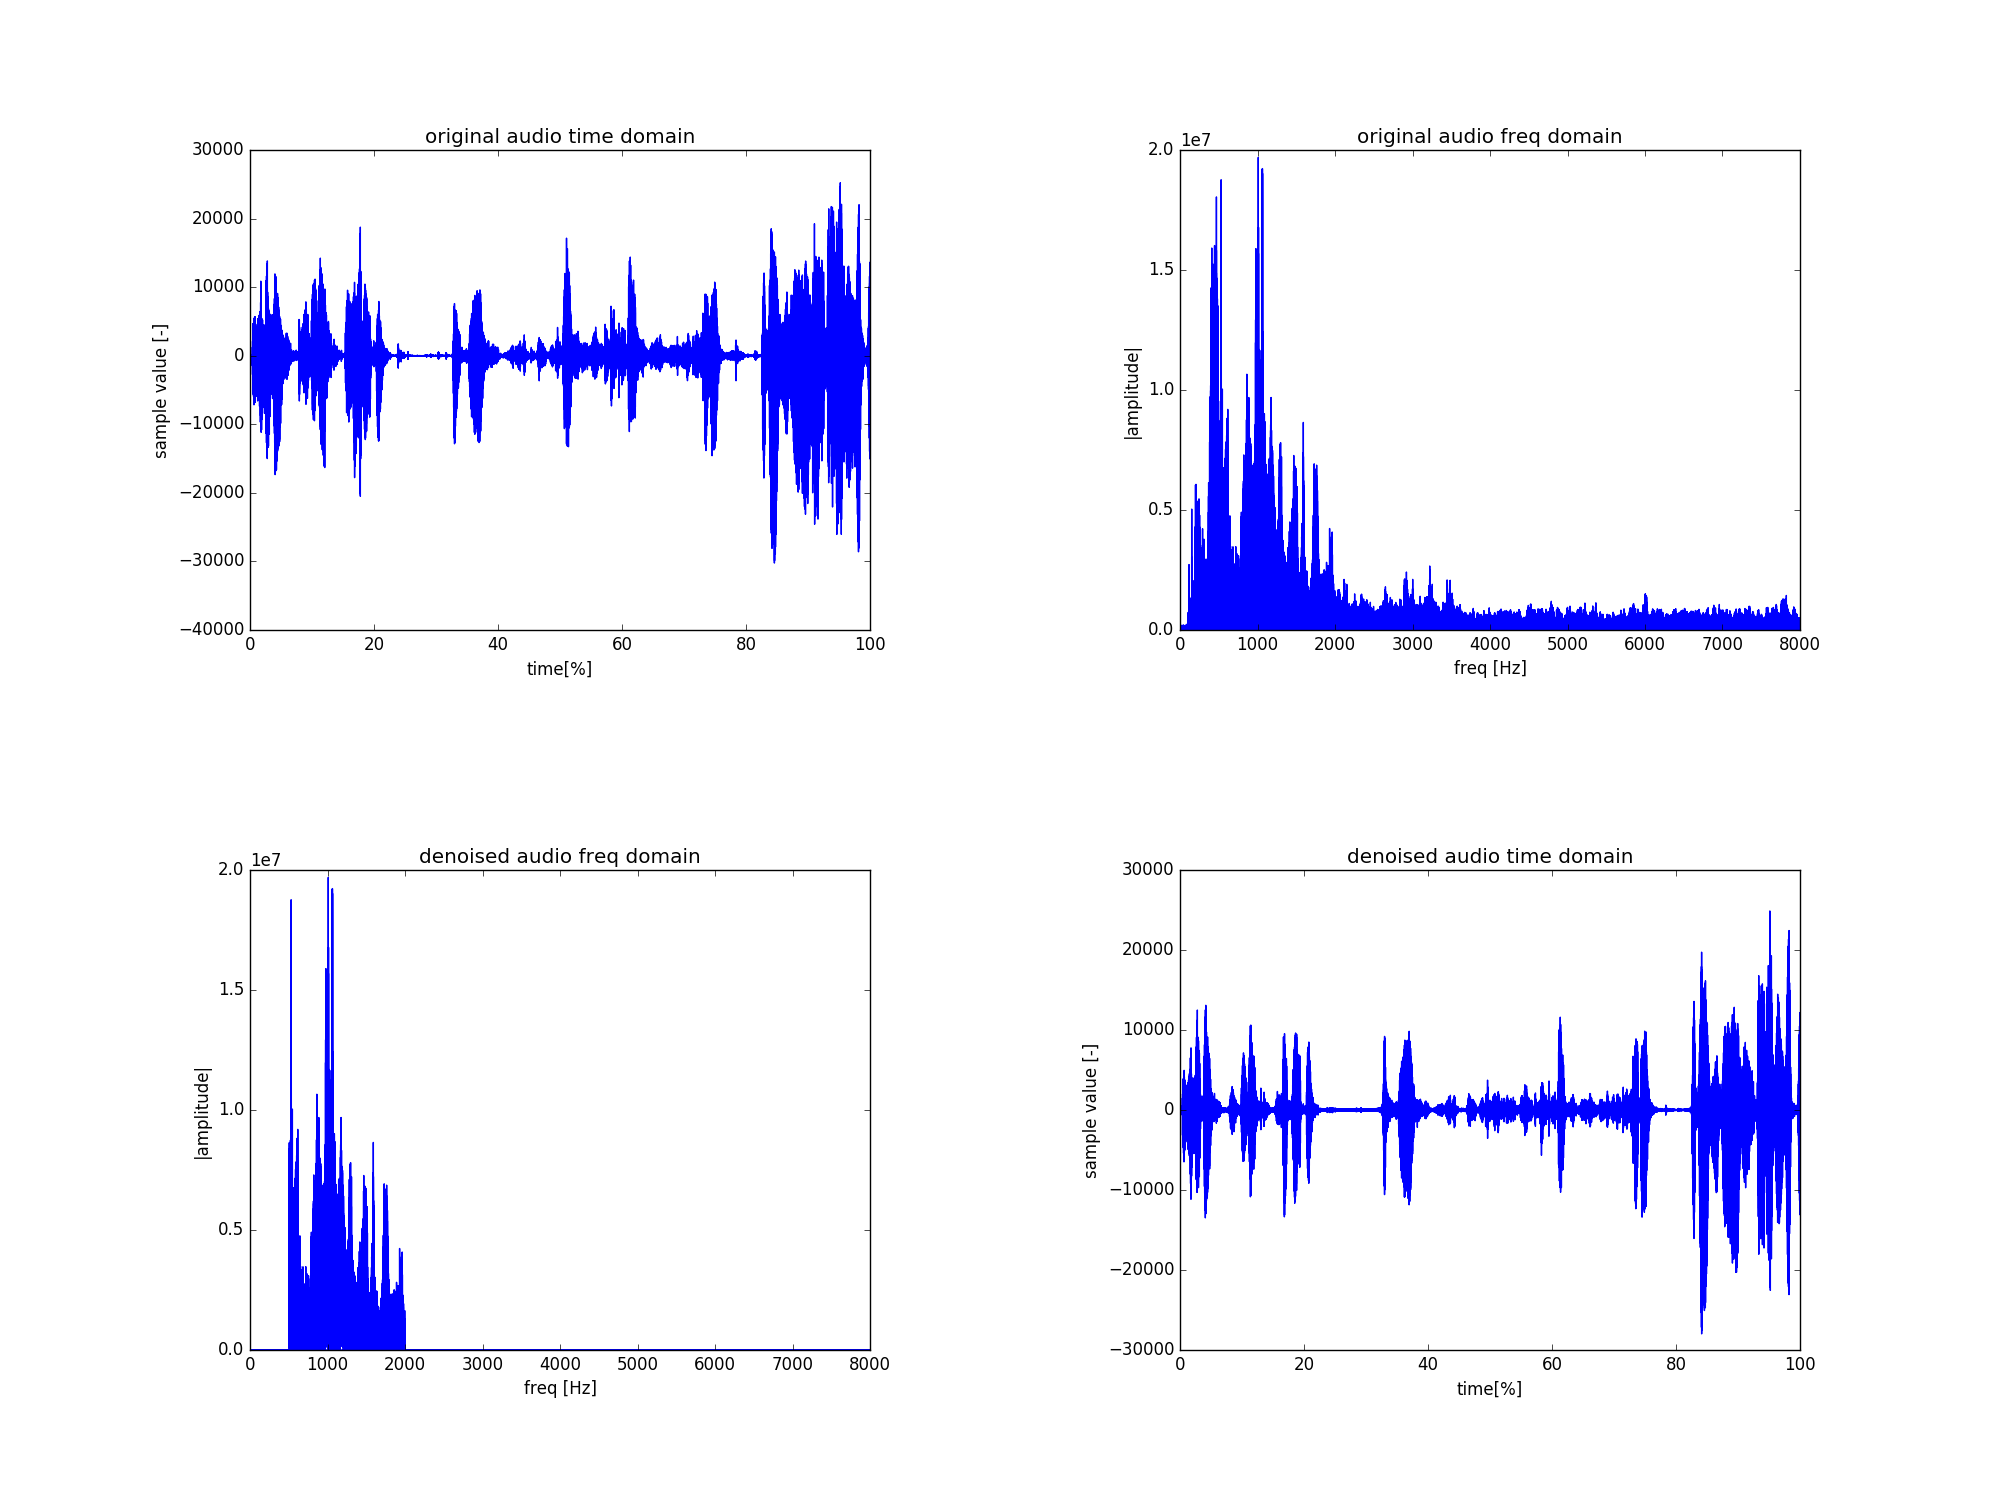 original audio time domain
30000
20000
10000
0
−10000
−20000
−30000
−40000
sample value [-]
0 20 40 60 80 100
time[%]
original audio freq domain
1e7
2.0
1.5
1.0
0.5
0.0
|amplitude|
0 1000 2000 3000 4000 5000 6000 7000 8000
freq [Hz]
denoised audio freq domain
1e7
2.0
1.5
1.0
0.5
0.0
|amplitude|
0 1000 2000 3000 4000 5000 6000 7000 8000
freq [Hz]
denoised audio time domain
30000
20000
10000
0
−10000
−20000
−30000
sample value [-]
0 20 40 60 80 100
time[%]